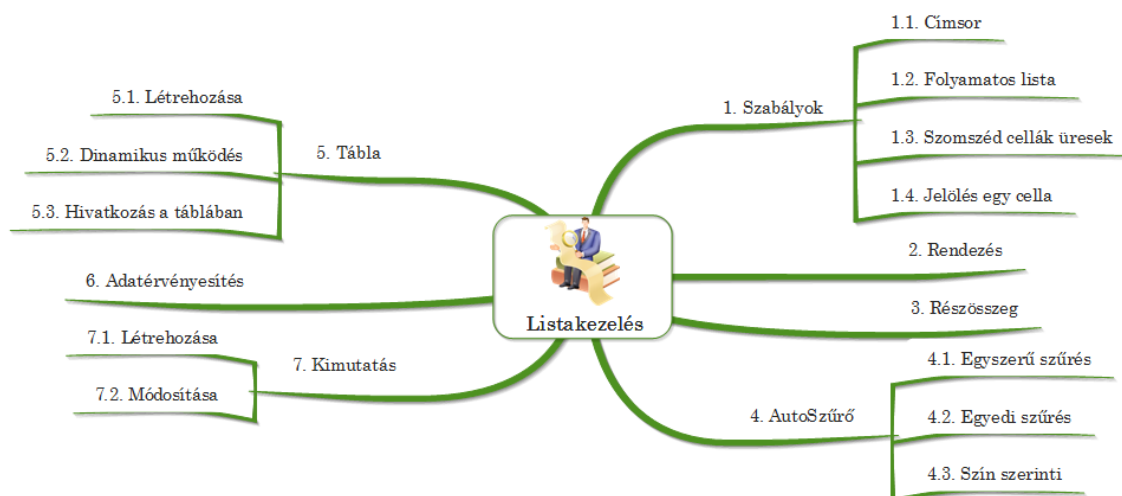 Listakezelés
1. Szabályok
1.1. Címsor
1.2. Folyamatos lista
1.3. Szomszéd cellák üresek
1.4. Jelölés egy cella
2. Rendezés
3. Részösszeg
4. AutoSzűrő
4.1. Egyszerű szűrés
4.2. Egyedi szűrés
4.3. Szín szerinti
5. Tábla
5.1. Létrehozása
5.2. Dinamikus működés
5.3. Hivatkozás a táblában
6. Adatérvényesítés
7. Kimutatás
7.1. Létrehozása
7.2. Módosítása